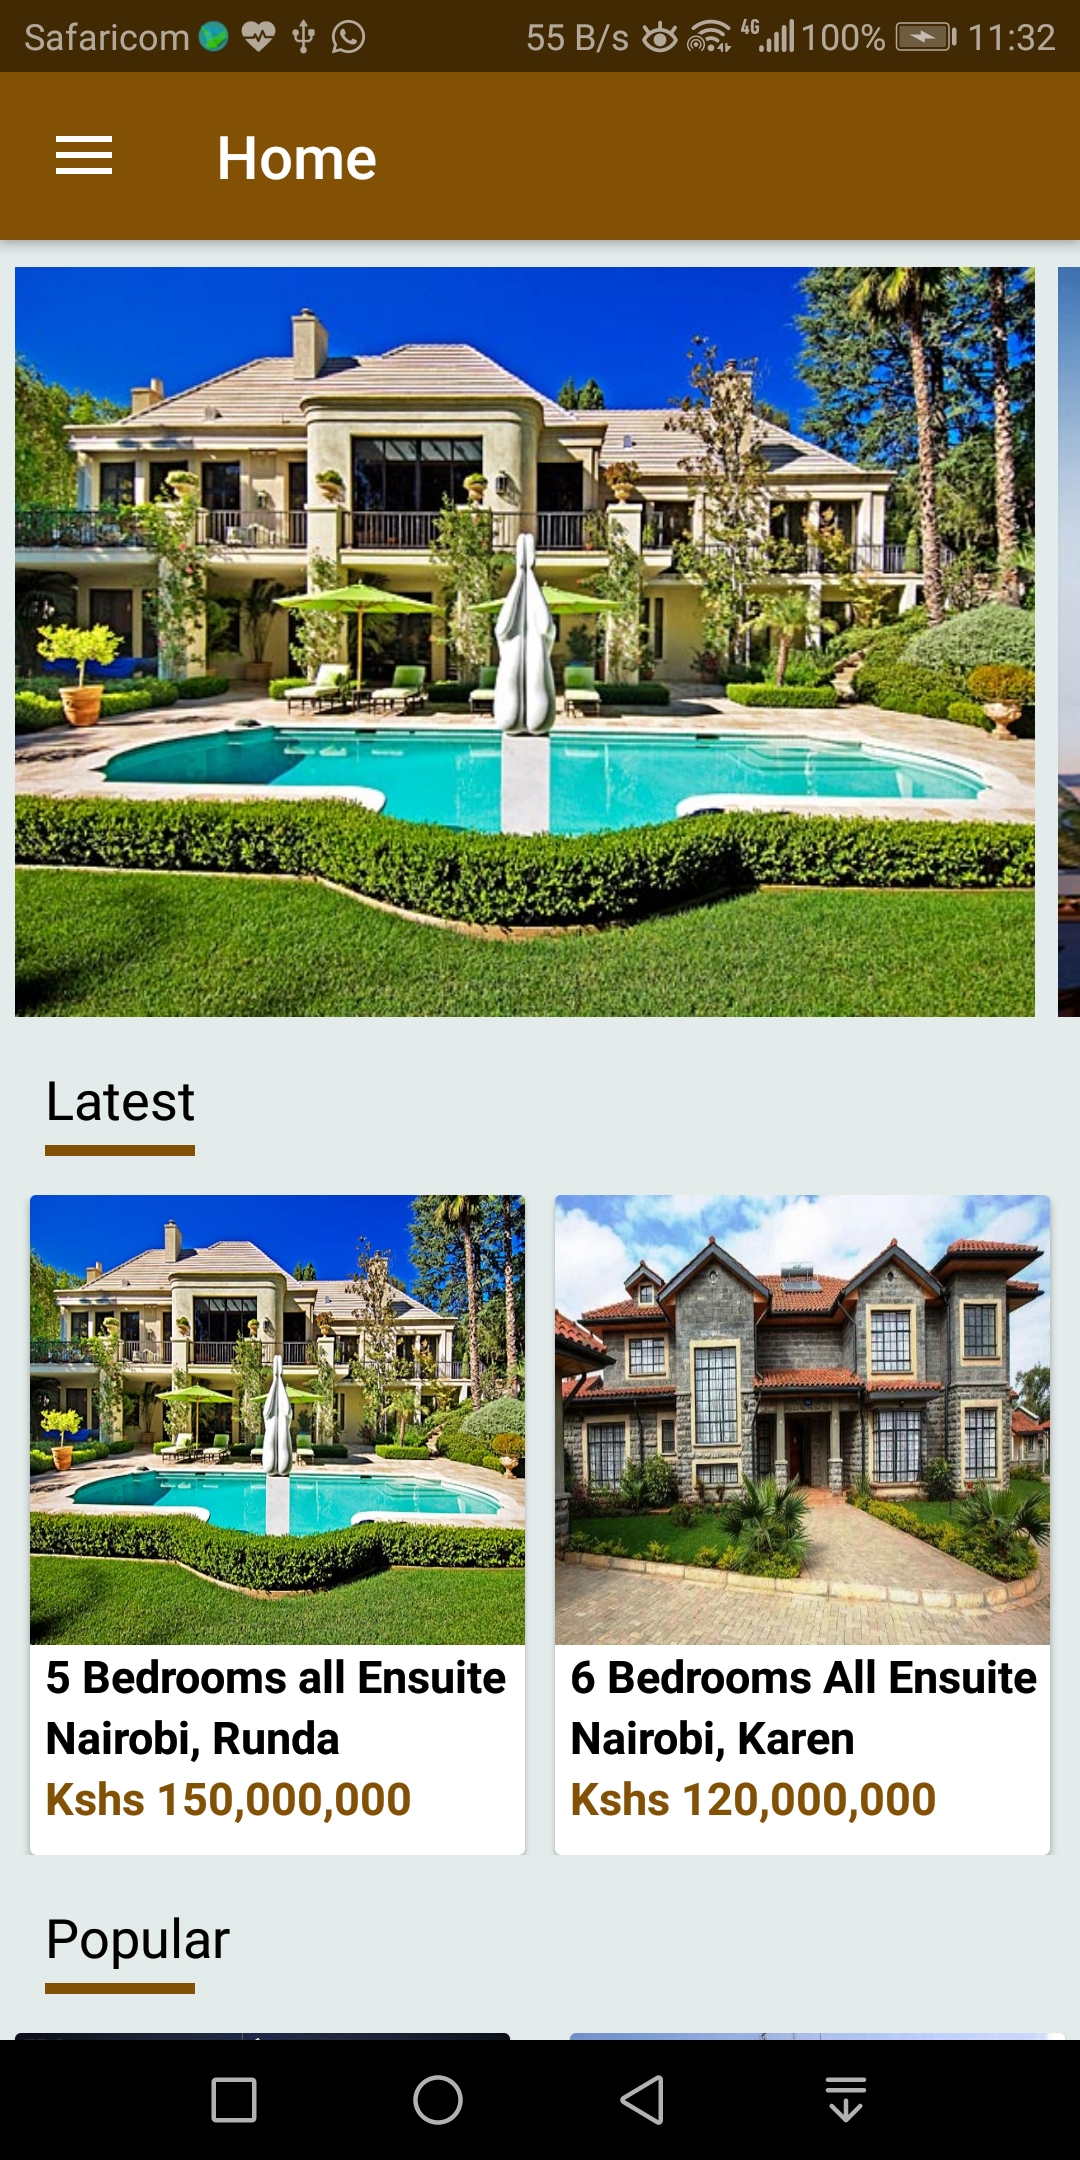 Safaricom 55 B/s 4G 100% 11:32
Home
Latest
5 Bedrooms all Ensuite
Nairobi, Runda
Kshs 150,000,000
6 Bedrooms All Ensuite
Nairobi, Karen
Kshs 120,000,000
Popular